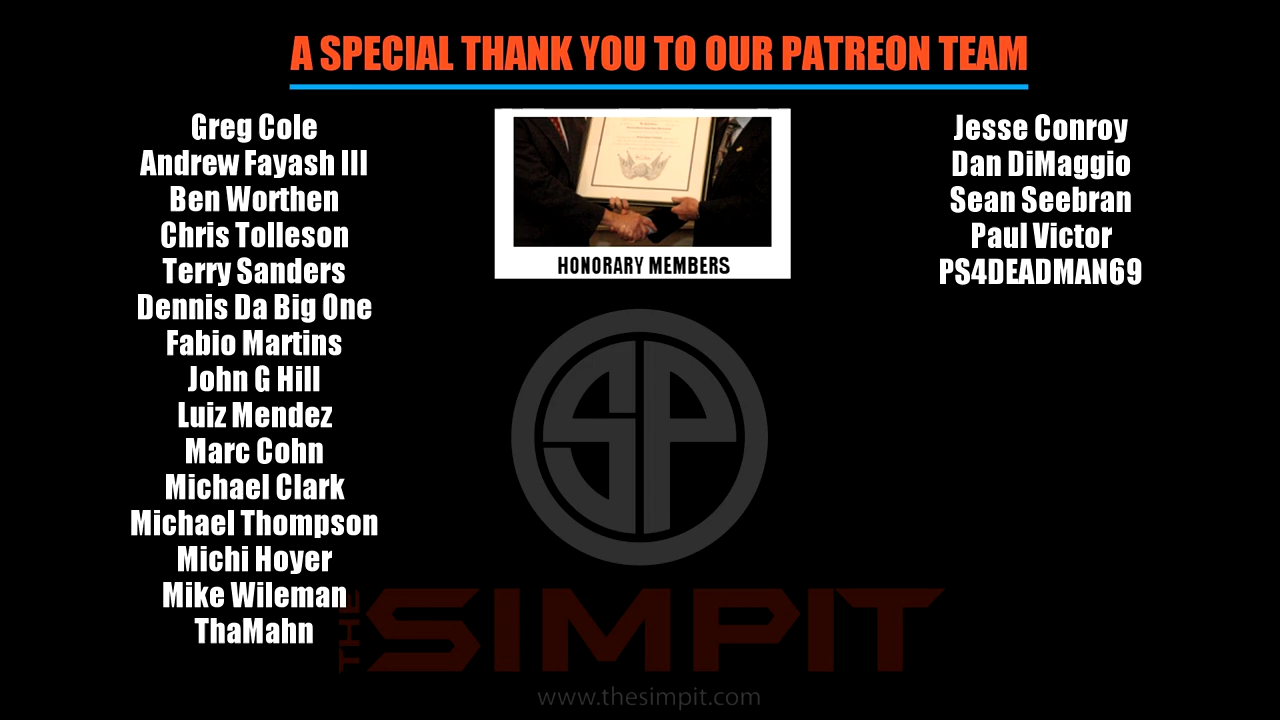 A SPECIAL THANK YOU TO OUR PATREON TEAM
Greg Cole
Andrew Fayash III
Ben Worthen
Chris Tolleson
Terry Sanders
Dennis Da Big One
Fabio Martins
John G Hill
Luiz Mendez
Marc Cohn
Michael Clark
Michael Thompson
Michi Hoyer
Mike Wileman
ThaMahn
HONORARY MEMBERS
Jesse Conroy
Dan DiMaggio
Sean Seebran
Paul Victor
PS4DEADMAN69
SP
THE SIMPIT
www.thesimpit.com